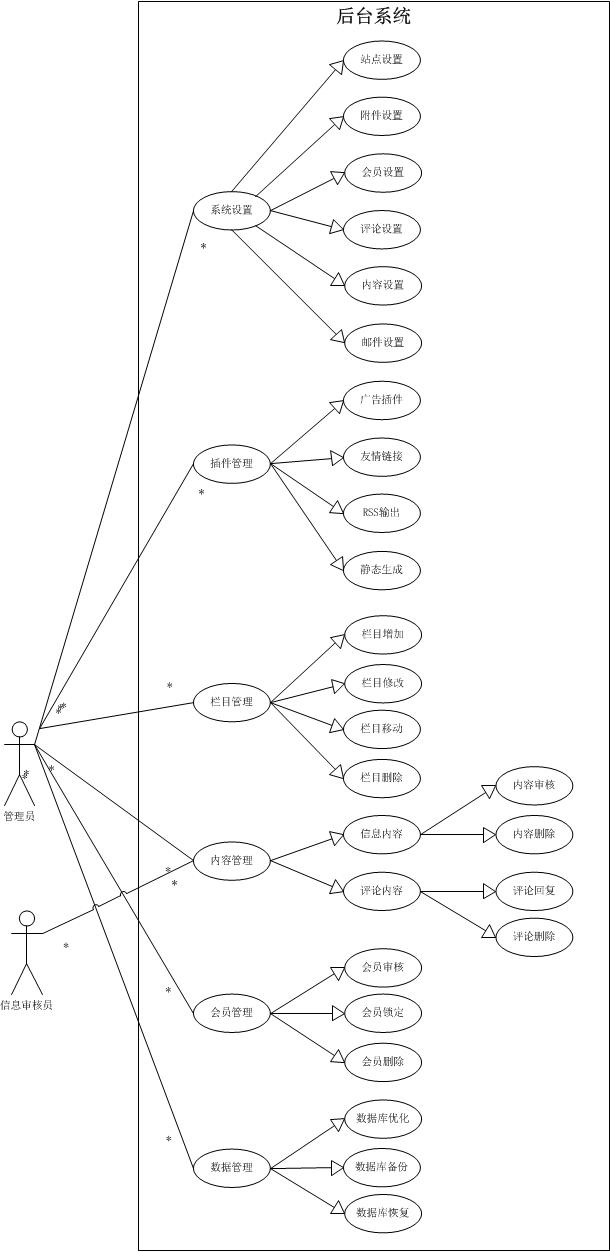 后台系统
站点设置
附件设置
会员设置
系统设置
评论设置
*
内容设置
邮件设置
广告插件
插件管理
友情链接
*
RSS输出
静态生成
栏目增加
栏目修改
*
栏目管理
**
*
栏目移动
管理员
*
*
*
栏目删除
内容审核
信息内容
内容删除
内容管理
*
*
评论内容
评论回复
信息审核员
*
评论删除
会员审核
*
会员管理
会员锁定
会员删除
数据库优化
*
数据管理
数据库备份
数据库恢复